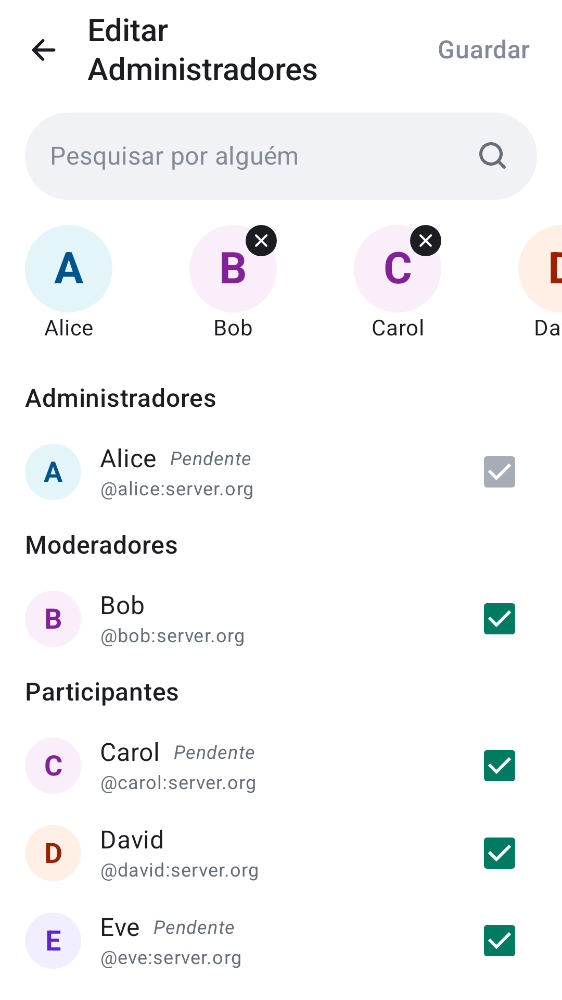 Editar
Administradores
Guardar
Pesquisar por alguém
A
B
C
Alice
Bob
Carol
Da
Administradores
A
Alice Pendente
@alice:server.org
Moderadores
B
Bob
@bob:server.org
Participantes
C
Carol Pendente
@carol:server.org
D
David
@david:server.org
E
Eve Pendente
@eve:server.org